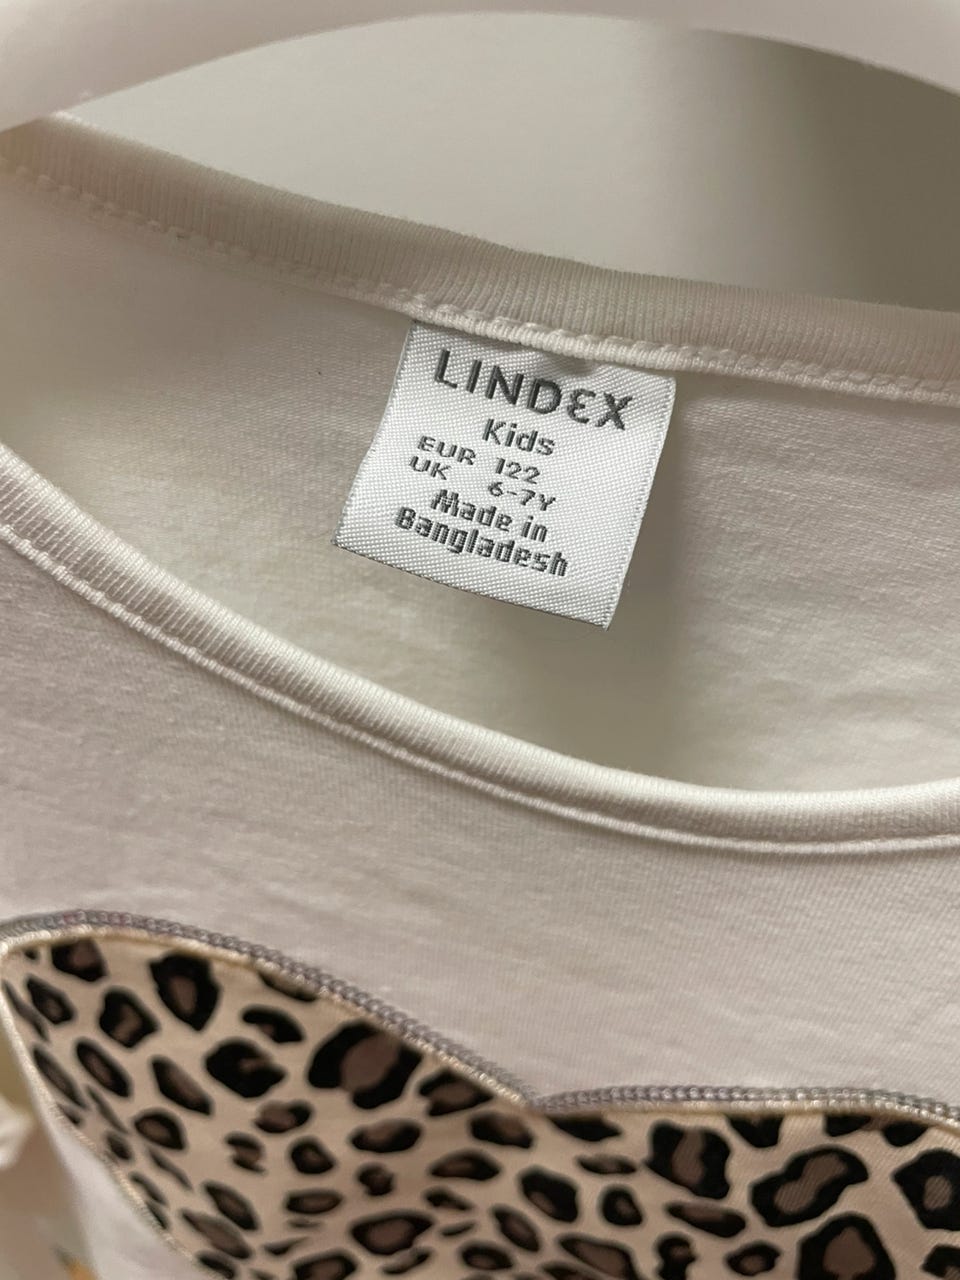 LINDEX
Kids
EUR 122
UK 6-7Y
Made in
Bangladesh